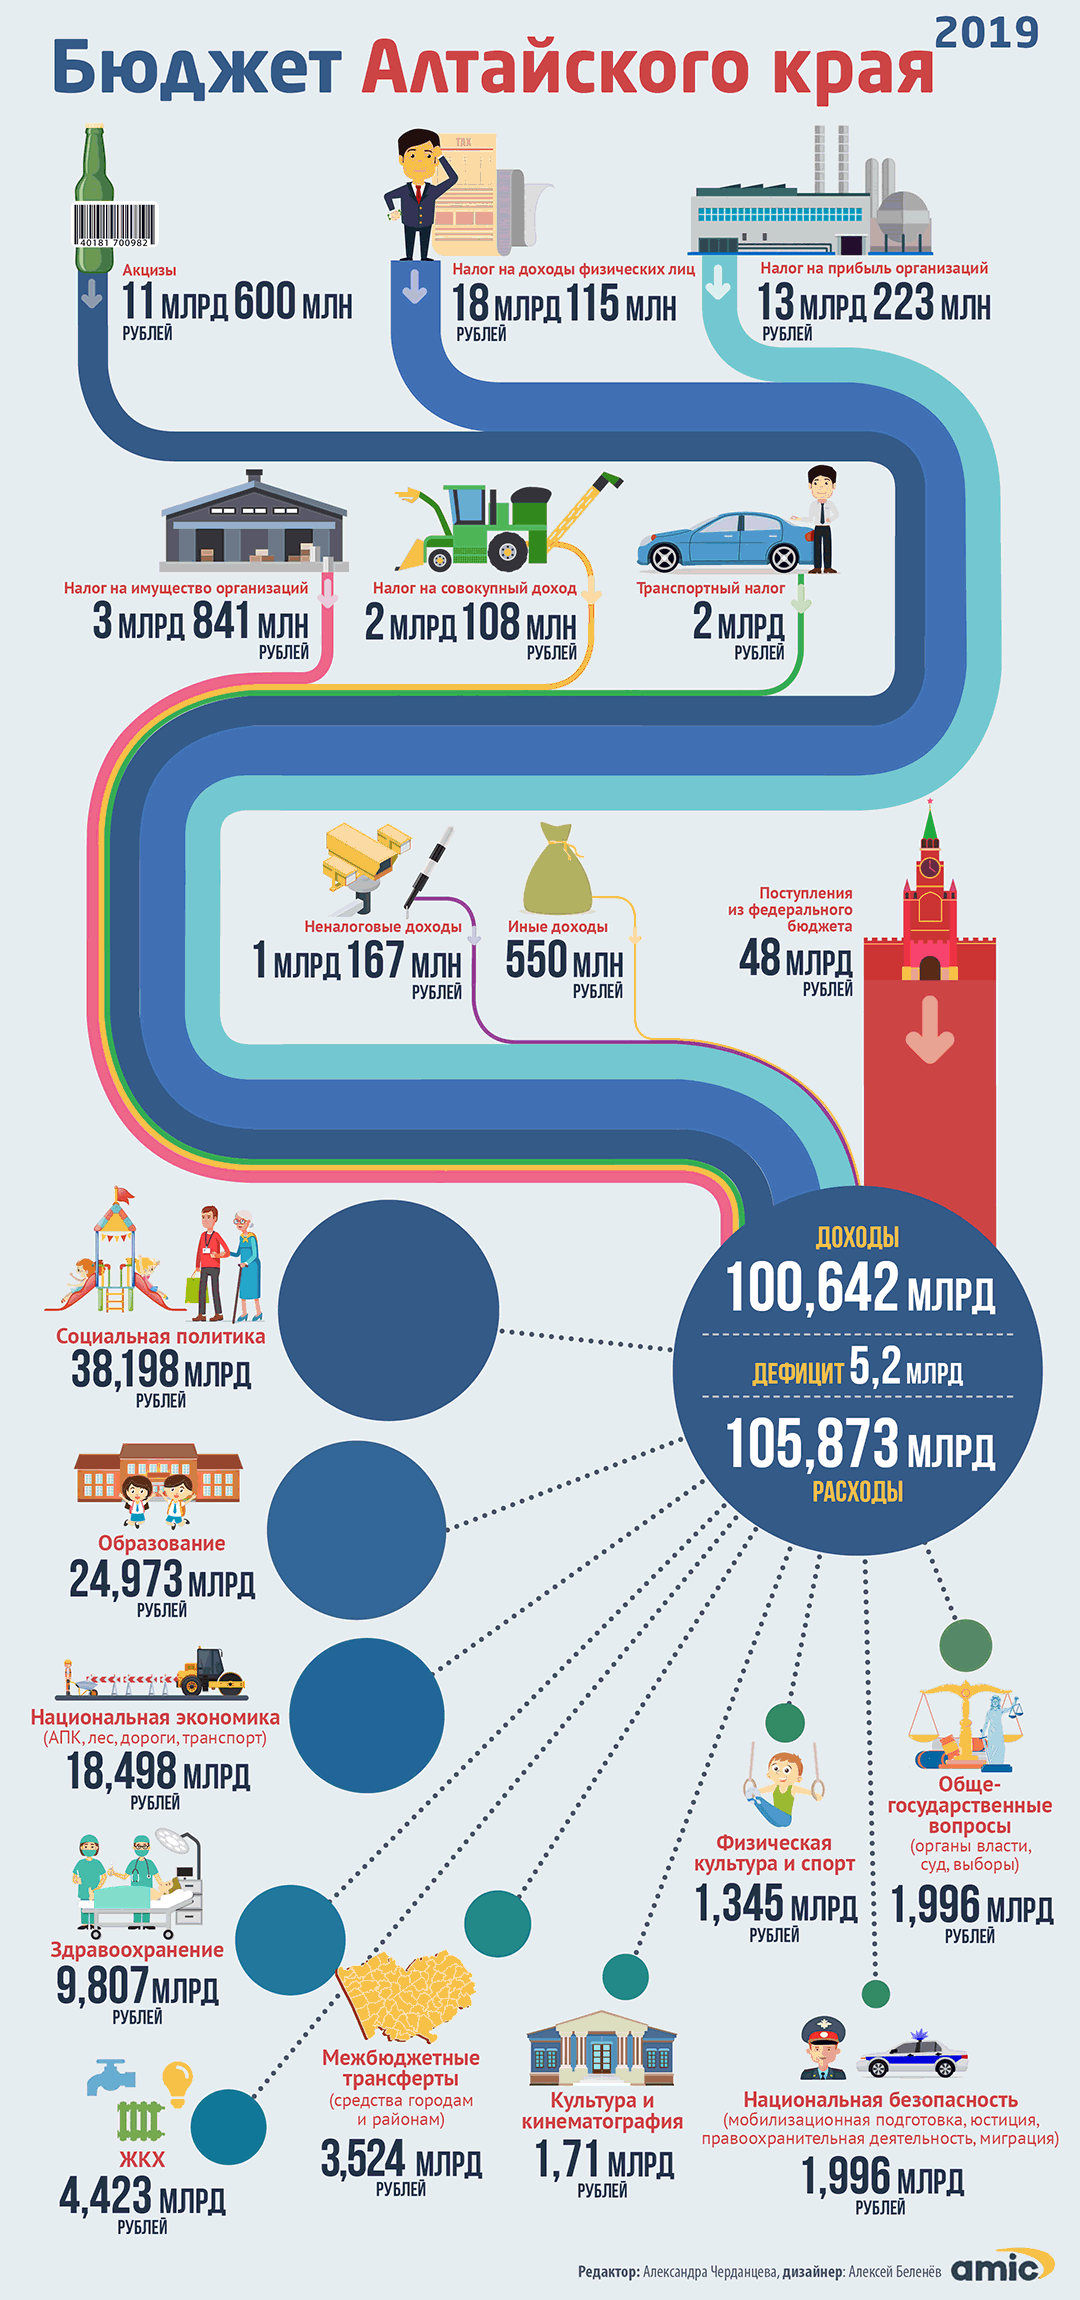 Бюджет Алтайского края 2019
TAX
40181 700982
Акцизы
11 МЛРД 600 МЛН
РУБЛЕЙ
Налог на доходы физических лиц
18 МЛРД 115 МЛН
РУБЛЕЙ
Налог на прибыль организаций
13 МЛРД 223 МЛН
РУБЛЕЙ
Налог на имущество организаций
3 МЛРД 841 МЛН
РУБЛЕЙ
Налог на совокупный доход
2 МЛРД 108 МЛН
РУБЛЕЙ
Транспортный налог
2 МЛРД
РУБЛЕЙ
Неналоговые доходы
1 МЛРД 167 МЛН
РУБЛЕЙ
Иные доходы
550 МЛН
РУБЛЕЙ
Поступления
из федерального
бюджета
48 МЛРД
РУБЛЕЙ
ДОХОДЫ
100,642 МЛРД
ДЕФИЦИТ 5,2 МЛРД
105,873 МЛРД
РАСХОДЫ
Социальная политика
38,198 МЛРД
РУБЛЕЙ
Образование
24,973 МЛРД
РУБЛЕЙ
Национальная экономика
(АПК, лес, дороги, транспорт)
18,498 МЛРД
РУБЛЕЙ
Здравоохранение
9,807 МЛРД
РУБЛЕЙ
ЖКХ
4,423 МЛРД
РУБЛЕЙ
Межбюджетные
трансферты
(средства городам
и районам)
3,524 МЛРД
РУБЛЕЙ
Культура и
кинематография
1,71 МЛРД
РУБЛЕЙ
Физическая
культура и спорт
1,345 МЛРД
РУБЛЕЙ
Обще-
государственные
вопросы
(органы власти,
суд, выборы)
1,996 МЛРД
РУБЛЕЙ
Национальная безопасность
(мобилизационная подготовка, юстиция,
правоохранительная деятельность, миграция)
1,996 МЛРД
РУБЛЕЙ
Редактор: Александра Черданцева, дизайнер: Алексей Беленёв
amic